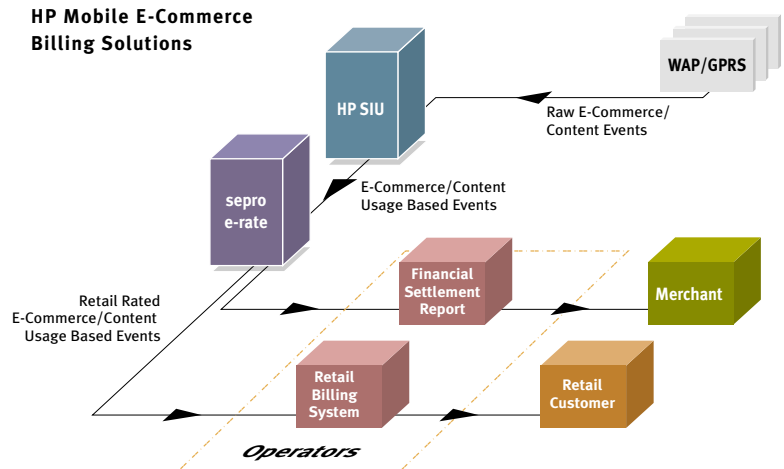 HP Mobile E-Commerce
Billing Solutions
WAP/GPRS
HP SIU
Raw E-Commerce/
Content Events
E-Commerce/Content
Usage Based Events
sepro
e-rate
Financial
Settlement
Report
Merchant
Retail Rated
E-Commerce/Content
Usage Based Events
Retail
Billing
System
Retail
Customer
Operators